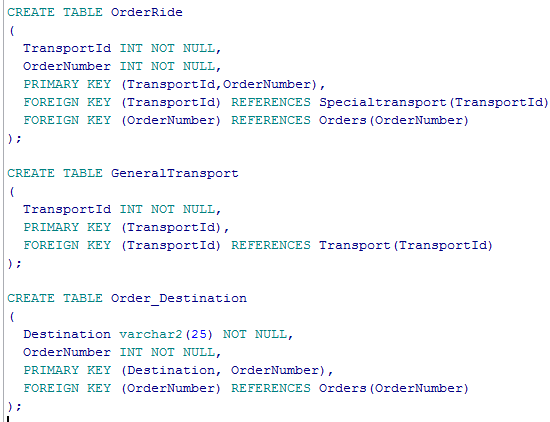 CREATE TABLE OrderRide
(
  TransportId INT NOT NULL,
  OrderNumber INT NOT NULL,
  PRIMARY KEY (TransportId,OrderNumber),
  FOREIGN KEY (TransportId) REFERENCES Specialtransport(TransportId)
  FOREIGN KEY (OrderNumber) REFERENCES Orders(OrderNumber)
);

CREATE TABLE GeneralTransport
(
  TransportId INT NOT NULL,
  PRIMARY KEY (TransportId),
  FOREIGN KEY (TransportId) REFERENCES Transport(TransportId)
);

CREATE TABLE Order_Destination
(
  Destination varchar2(25) NOT NULL,
  OrderNumber INT NOT NULL,
  PRIMARY KEY (Destination, OrderNumber),
  FOREIGN KEY (OrderNumber) REFERENCES Orders(OrderNumber)
);